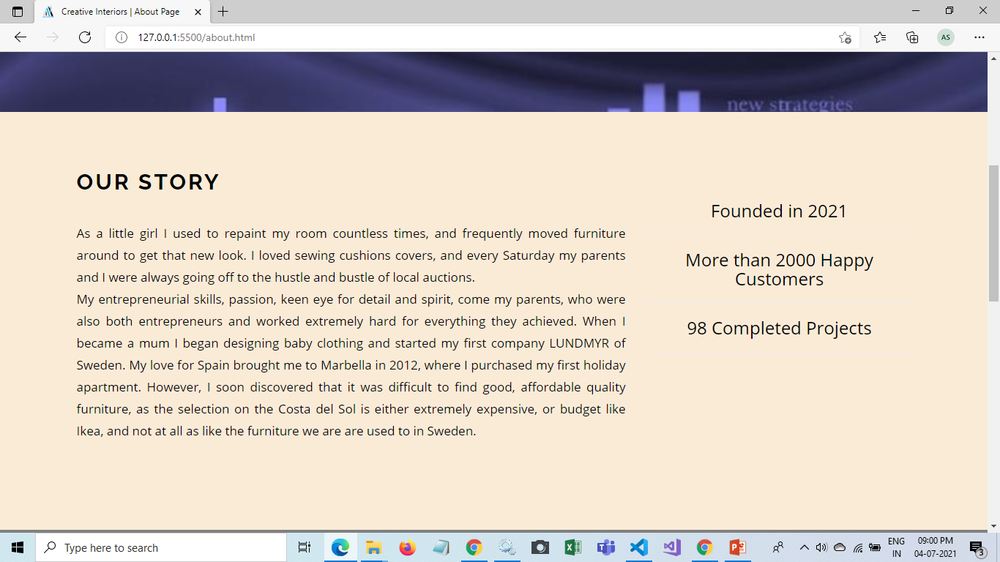 Creative Interiors | About Page
127.0.0.1:5500/about.html
AS
new strategies
OUR STORY
As a little girl I used to repaint my room countless times, and frequently moved furniture
around to get that new look. I loved sewing cushions covers, and every Saturday my parents
and I were always going off to the hustle and bustle of local auctions.
My entrepreneurial skills, passion, keen eye for detail and spirit, come my parents, who were
also both entrepreneurs and worked extremely hard for everything they achieved. When I
became a mum I began designing baby clothing and started my first company LUNDMYR of
Sweden. My love for Spain brought me to Marbella in 2012, where I purchased my first holiday
apartment. However, I soon discovered that it was difficult to find good, affordable quality
furniture, as the selection on the Costa del Sol is either extremely expensive, or budget like
Ikea, and not at all as like the furniture we are are used to in Sweden.
Founded in 2021
More than 2000 Happy
Customers
98 Completed Projects
Type here to search
ENG
IN
09:00 PM
04-07-2021
3